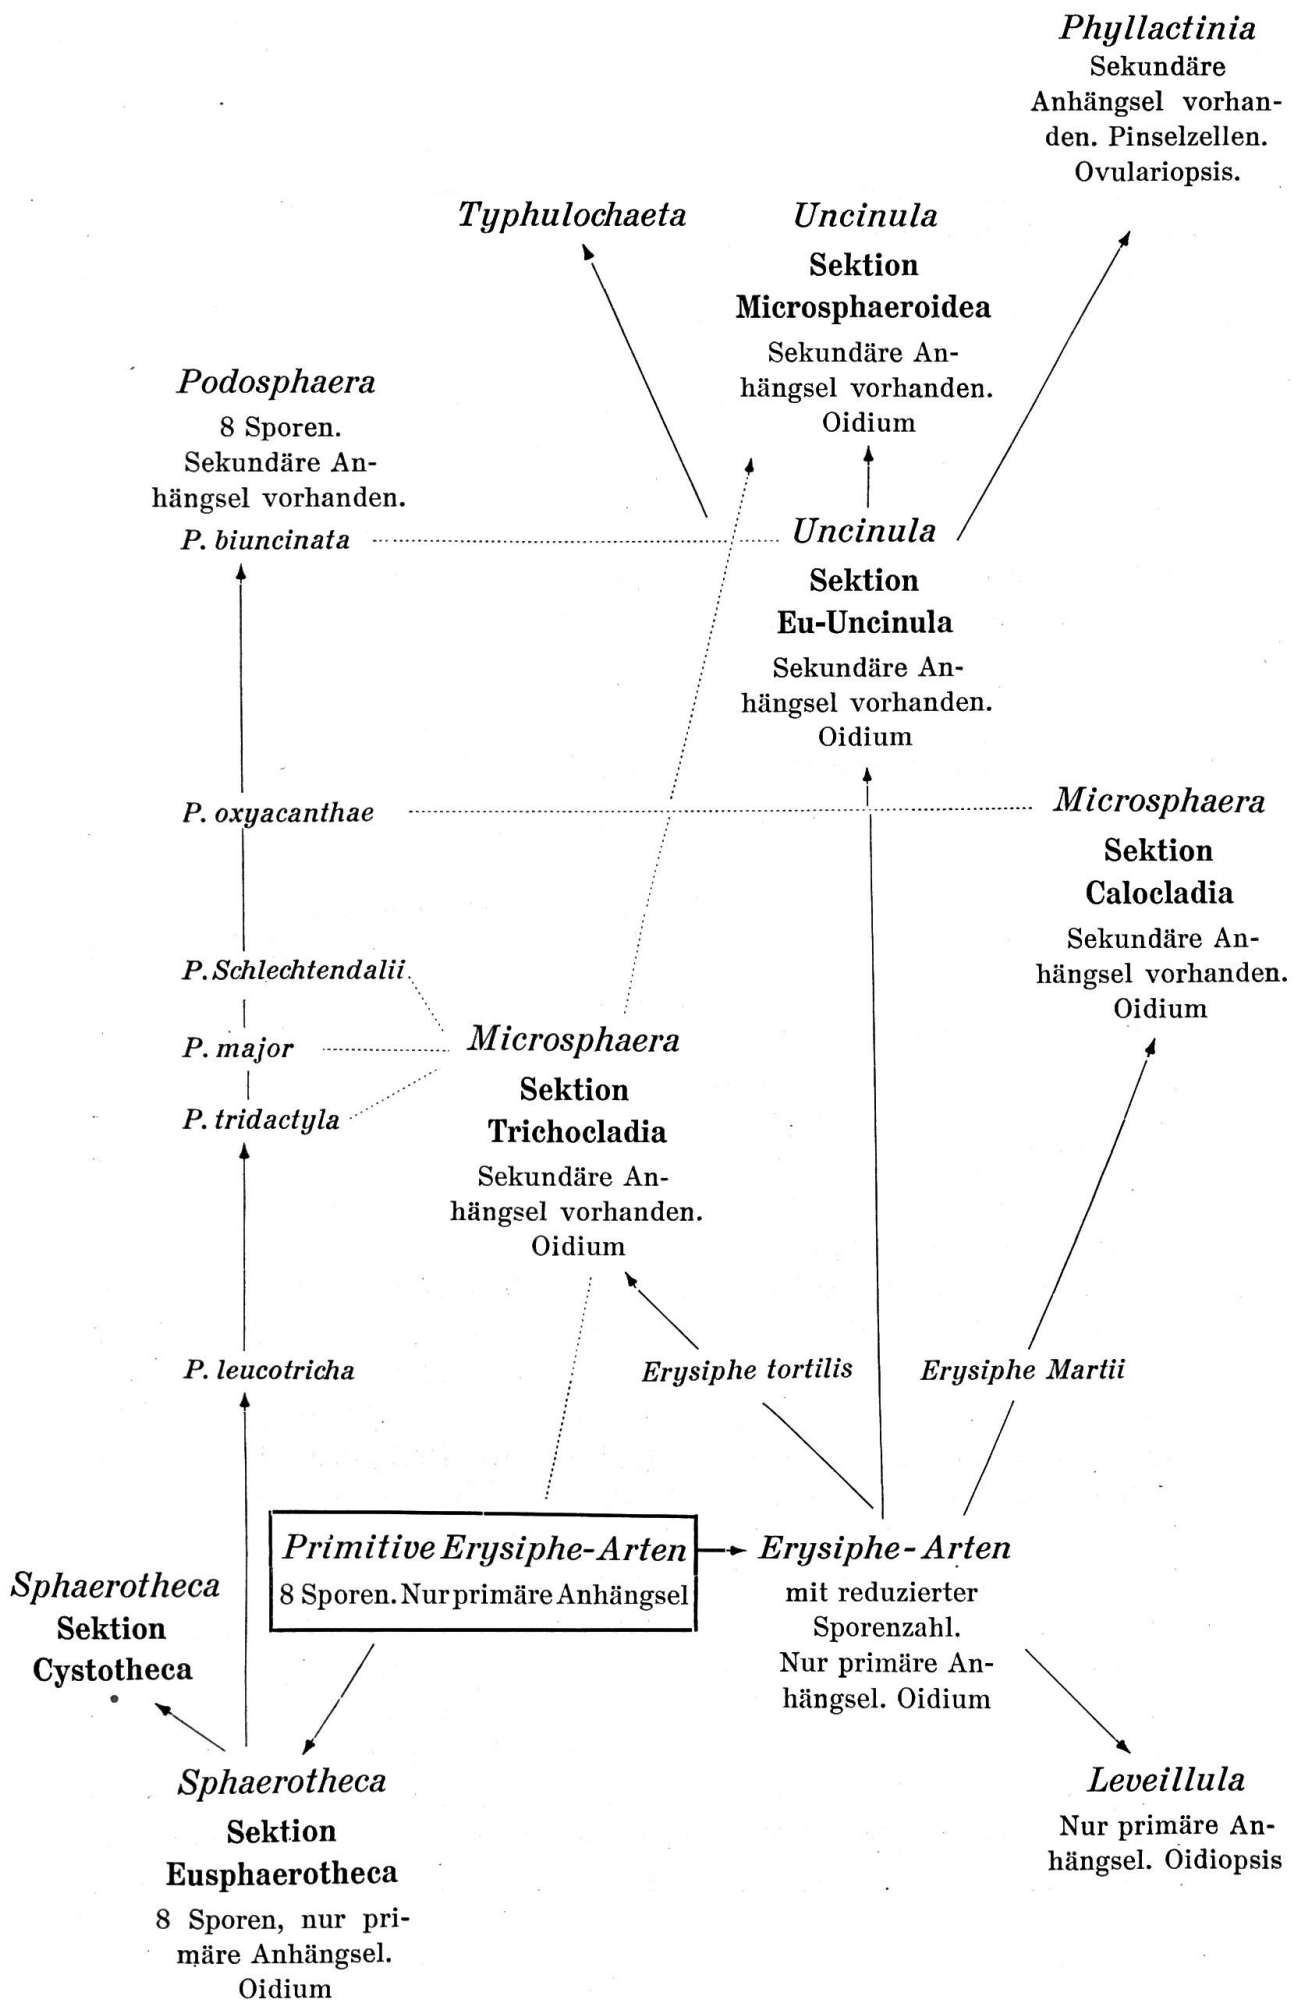 Phyllactinia
Sekundäre
Anhängsel vorhan-
den. Pinselzellen.
Ovulariopsis.
Typhulochaeta
Uncinula
Sektion
Microsphaeroidea
Sekundäre An-
hängsel vorhanden.
Oidium
Podosphaera
8 Sporen.
Sekundäre An-
hängsel vorhanden.
P. biuncinata
Uncinula
Sektion
Eu-Uncinula
Sekundäre An-
hängsel vorhanden.
Oidium
P. oxyacanthae
Microsphaera
Sektion
Calocladia
Sekundäre An-
hängsel vorhanden.
Oidium
P. Schlechtendalii
P. major
P. tridactyla
Microsphaera
Sektion
Trichocladia
Sekundäre An-
hängsel vorhanden.
Oidium
P. leucotricha
Erysiphe tortilis
Erysiphe Martii
Primitive Erysiphe-Arten
8 Sporen. Nur primäre Anhängsel
Erysiphe-Arten
mit reduzierter
Sporenzahl.
Nur primäre An-
hängsel. Oidium
Sphaerotheca
Sektion
Cystotheca
Sphaerotheca
Sektion
Eusphaerotheca
8 Sporen, nur pri-
märe Anhängsel.
Oidium
Leveillula
Nur primäre An-
hängsel. Oidiopsis